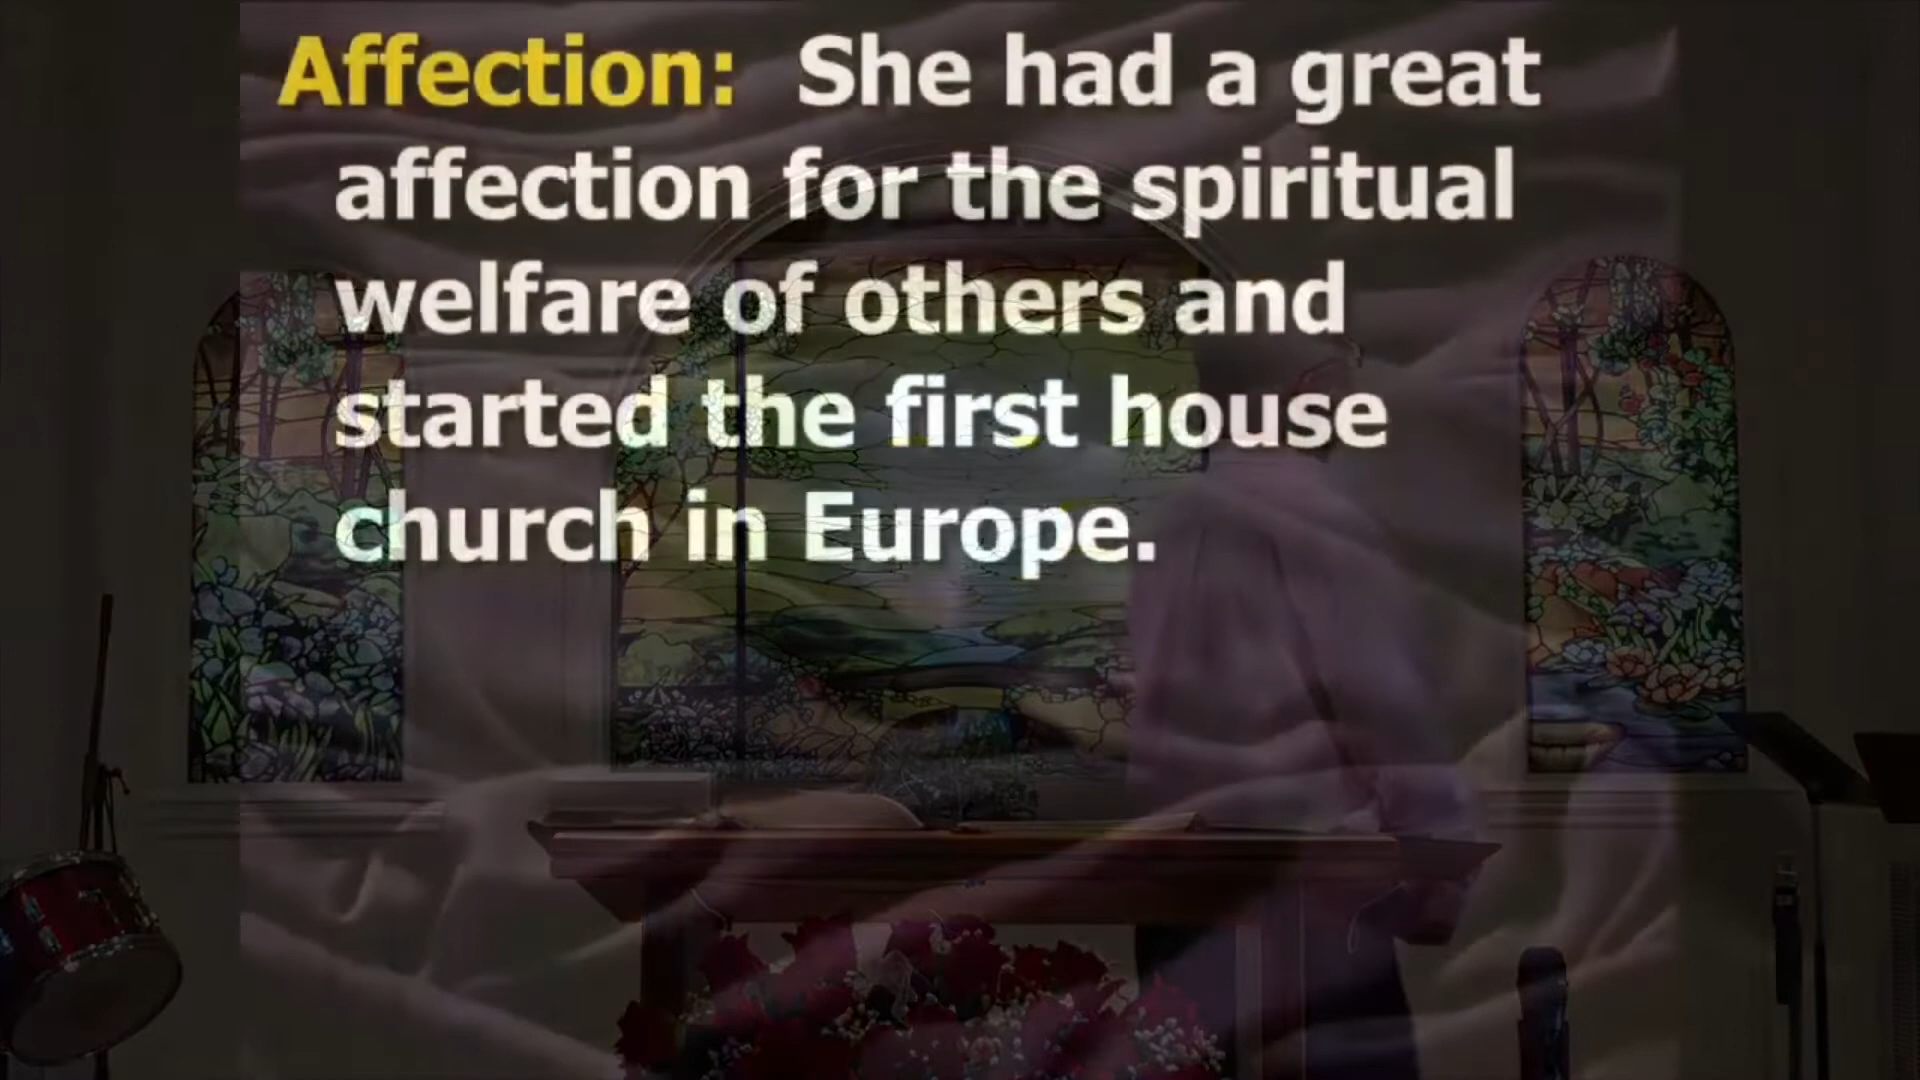 Affection: She had a great
affection for the spiritual
welfare of others and
started the first house
church in Europe.